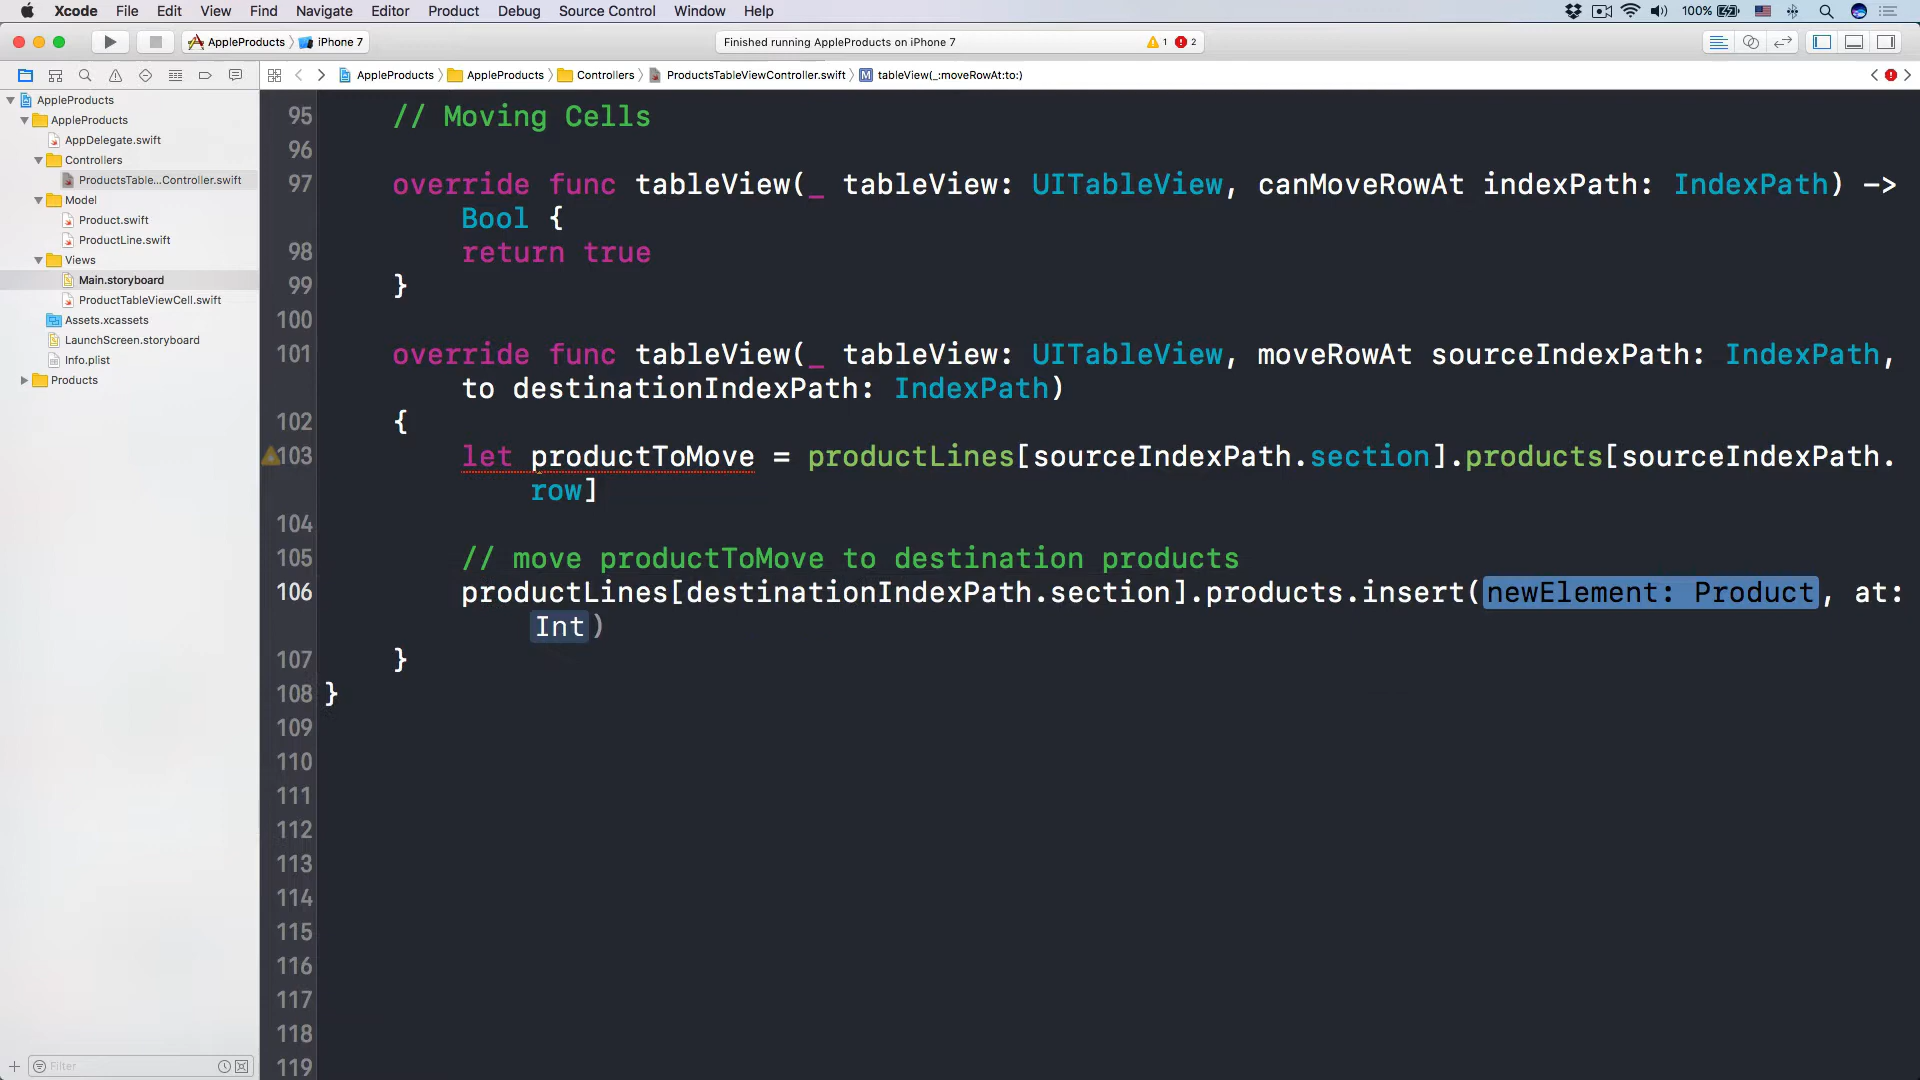 Xcode File Edit View Find Navigate Editor Product Debug Source Control Window Help 100%
AppleProducts iPhone 7 Finished running AppleProducts on iPhone 7 1 2
AppleProducts AppleProducts Controllers ProductsTableViewController.swift M tableView(_:moveRowAt:to:)
AppleProducts
AppleProducts
AppDelegate.swift
Controllers
ProductsTable...Controller.swift
Model
Product.swift
ProductLine.swift
Views
Main.storyboard
ProductTableViewCell.swift
Assets.xcassets
LaunchScreen.storyboard
Info.plist
Products
Filter
95 // Moving Cells
96
97 override func tableView(_ tableView: UITableView, canMoveRowAt indexPath: IndexPath) ->
Bool {
98 return true
99 }
100
101 override func tableView(_ tableView: UITableView, moveRowAt sourceIndexPath: IndexPath,
to destinationIndexPath: IndexPath)
102 {
103 let productToMove = productLines[sourceIndexPath.section].products[sourceIndexPath.
row]
104
105 // move productToMove to destination products
106 productLines[destinationIndexPath.section].products.insert(newElement: Product, at:
Int)
107 }
108 }
109
110
111
112
113
114
115
116
117
118
119